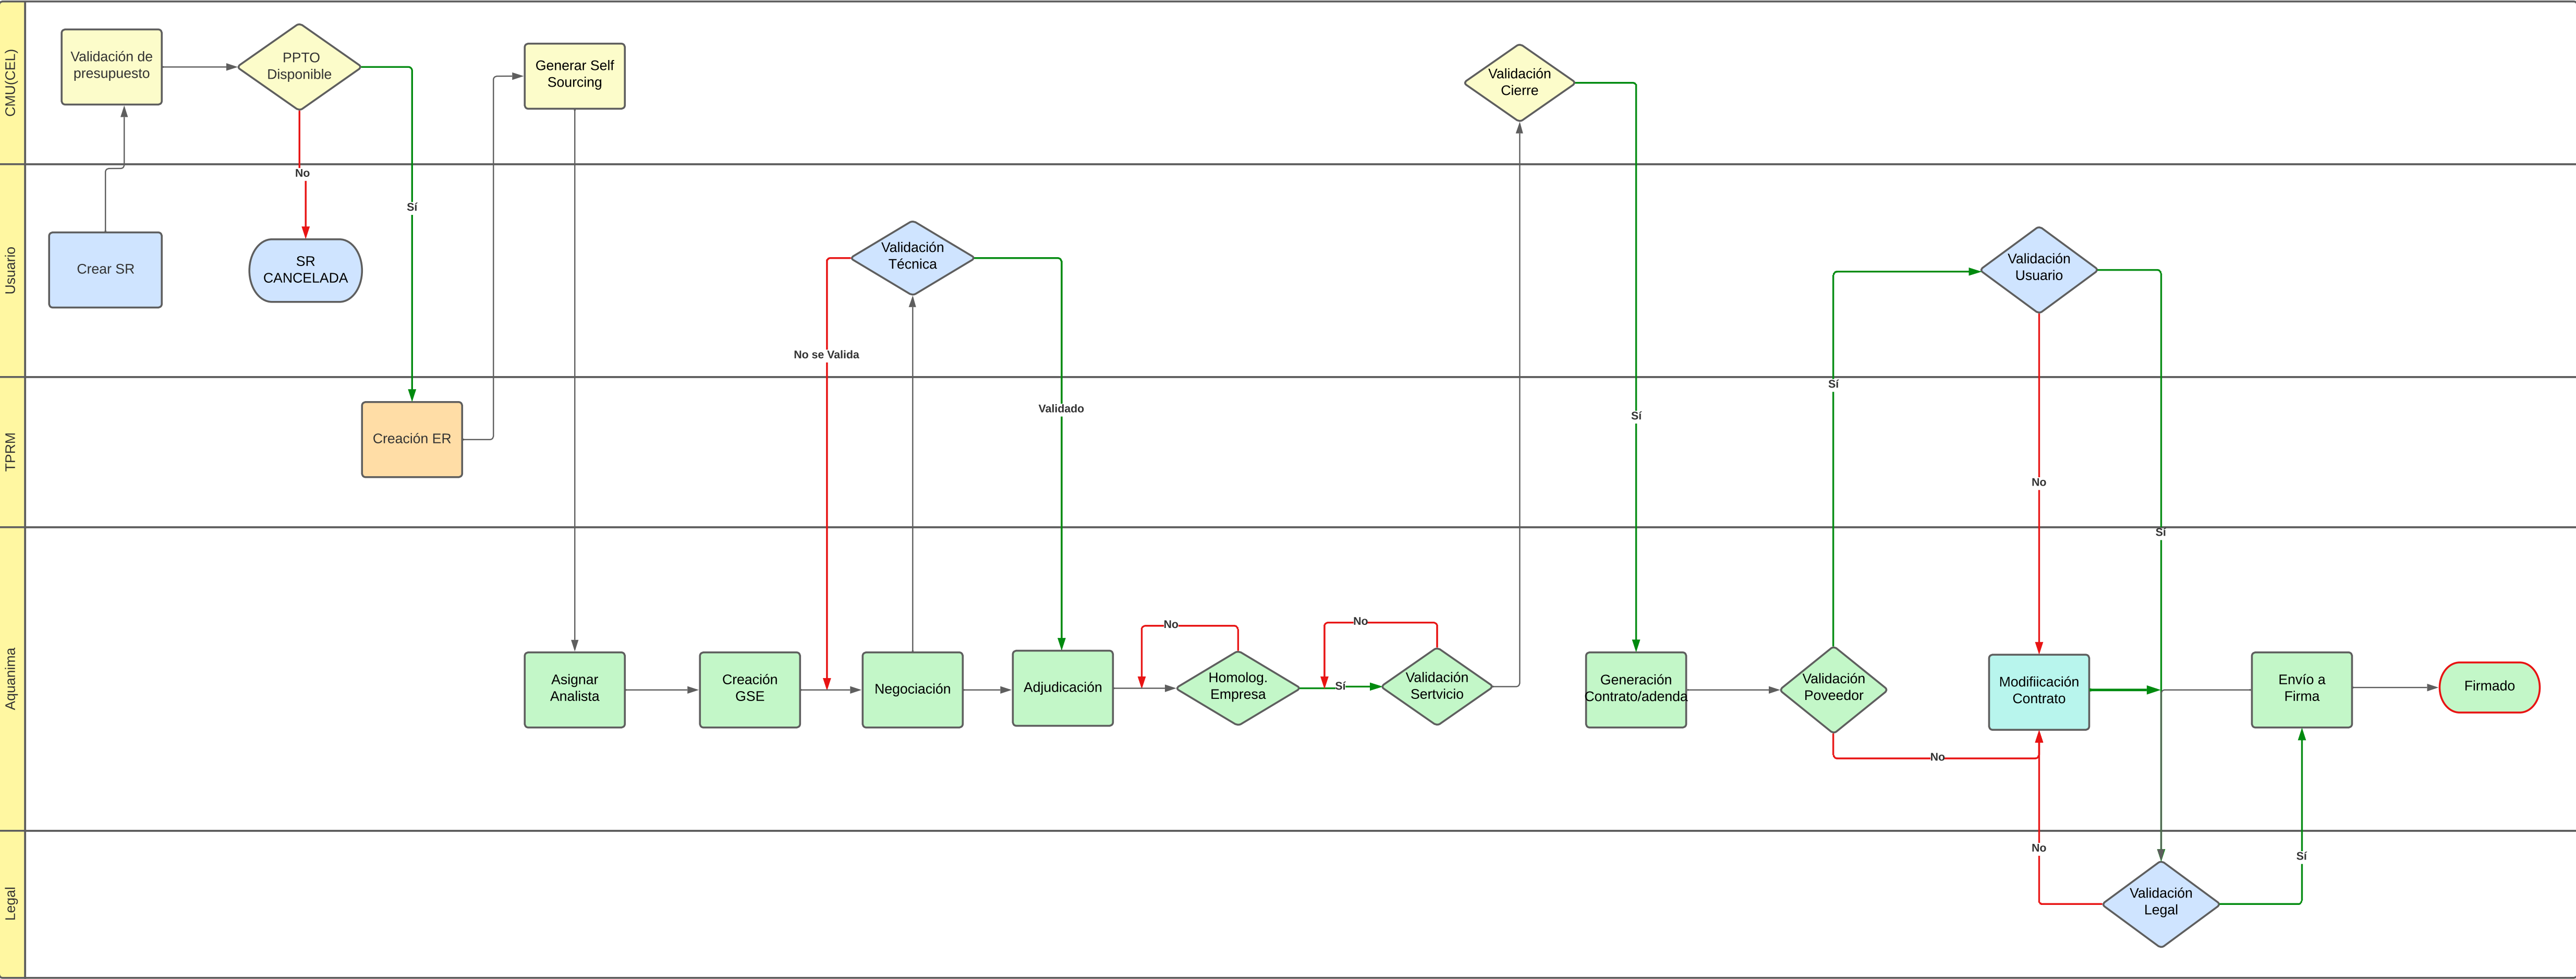 CMU(CEL)
Validación de
presupuesto
PPTO
Disponible
Generar Self
Sourcing
Validación
Cierre
No
Sí
Usuario
Crear SR
SR
CANCELADA
Validación
Técnica
Validación
Usuario
No se Valida
Sí
TPRM
Creación ER
Validado
Sí
No
Sí
Aquanima
Asignar
Analista
Creación
GSE
Negociación
Adjudicación
No
Homolog.
Empresa
Sí
No
Validación
Sertvicio
Generación
Contrato/adenda
Validación
Poveedor
No
Modifiicación
Contrato
Envío a
Firma
Firmado
Legal
No
Sí
Validación
Legal